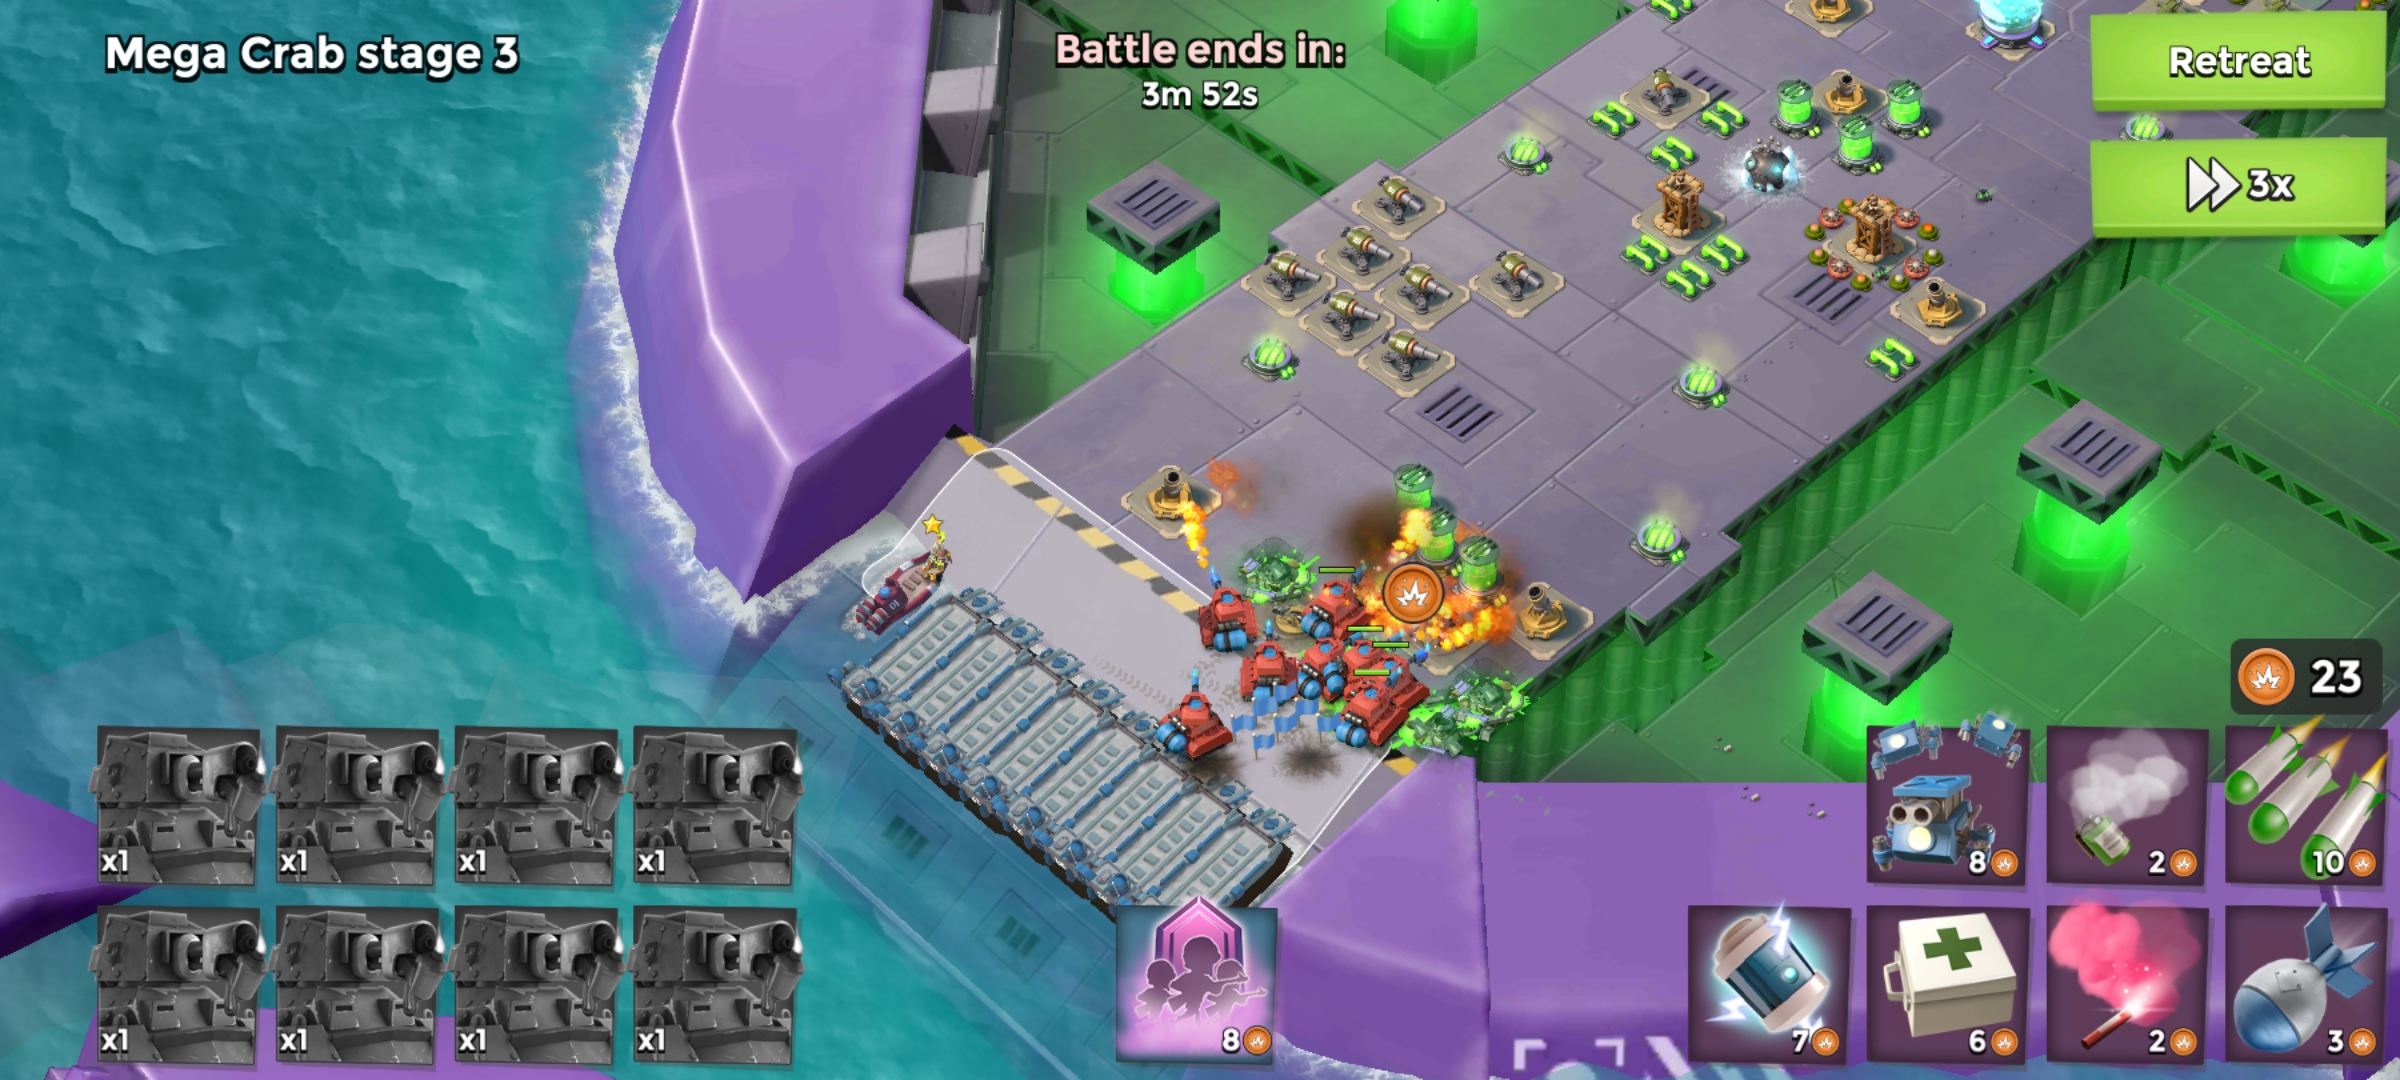 Mega Crab stage 3
Battle ends in:
3m 52s
Retreat
3x
23
8
2
10
x1
x1
x1
x1
x1
x1
x1
x1
8
7
6
2
3